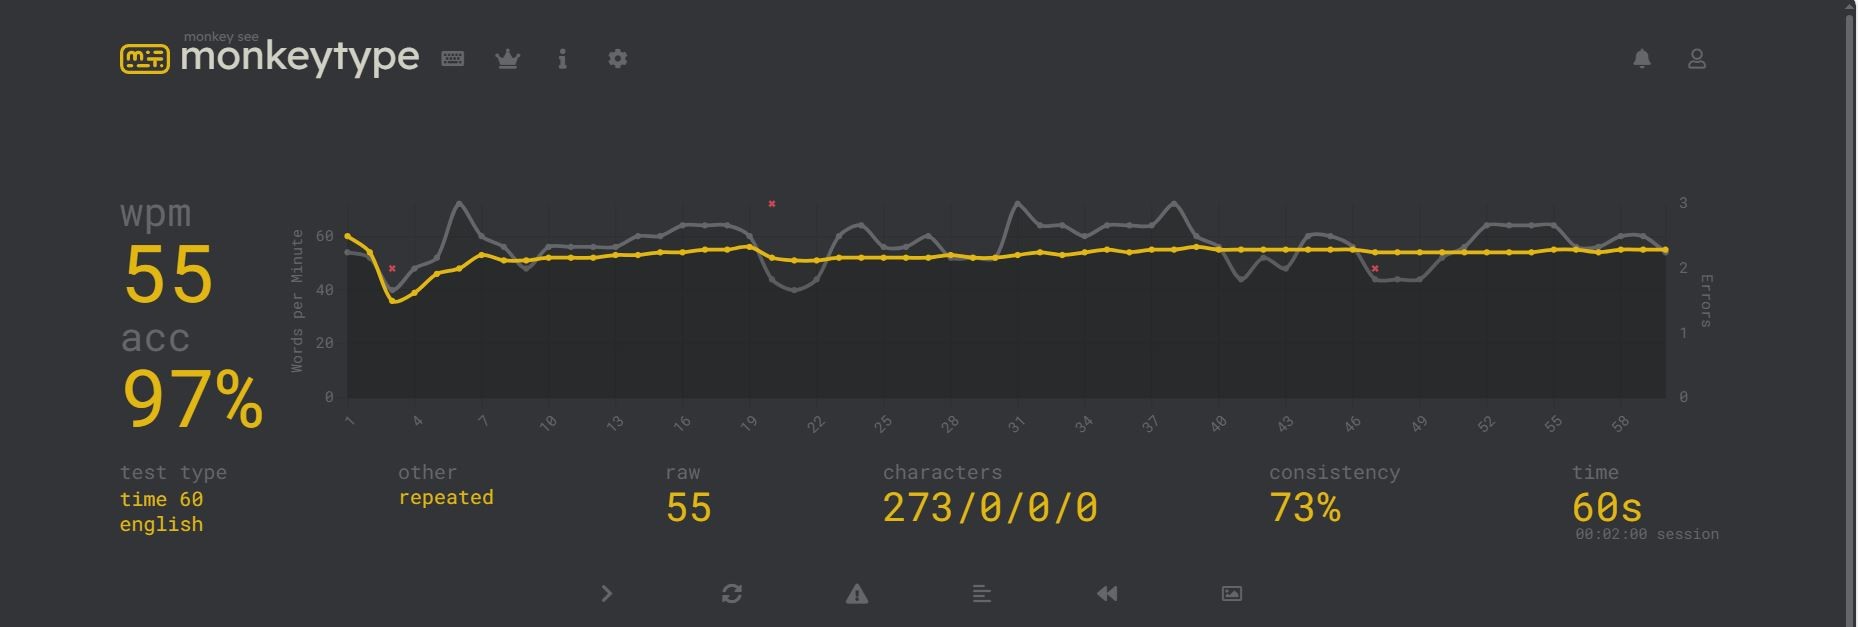 monkey see
monkeytype
wpm
55
acc
97%
Words per Minute
60
40
20
0
1 4 7 10 13 16 19 22 25 28 31 34 37 40 43 46 49 52 55 58
3
2
1
0
Errors
test type
time 60
english
other
repeated
raw
55
characters
273/0/0/0
consistency
73%
time
60s
00:02:00 session